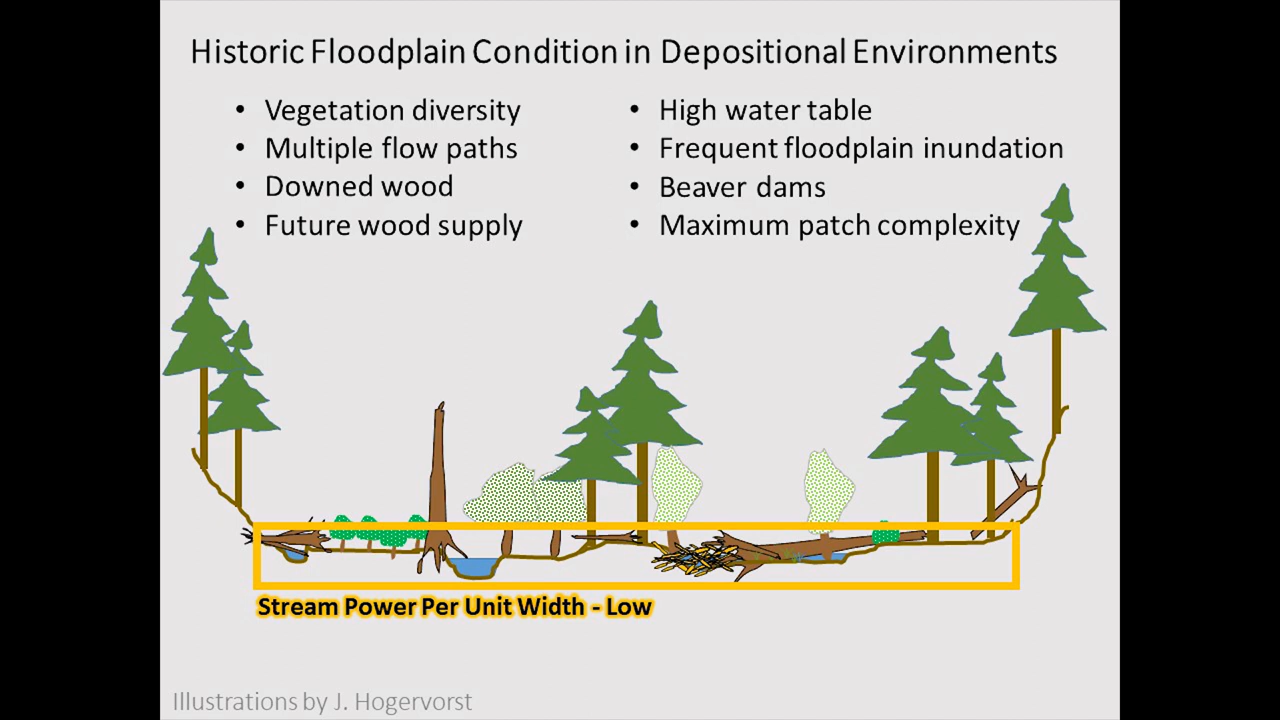 Historic Floodplain Condition in Depositional Environments
• Vegetation diversity
• Multiple flow paths
• Downed wood
• Future wood supply
• High water table
• Frequent floodplain inundation
• Beaver dams
• Maximum patch complexity
Stream Power Per Unit Width - Low
Illustrations by J. Hogervorst